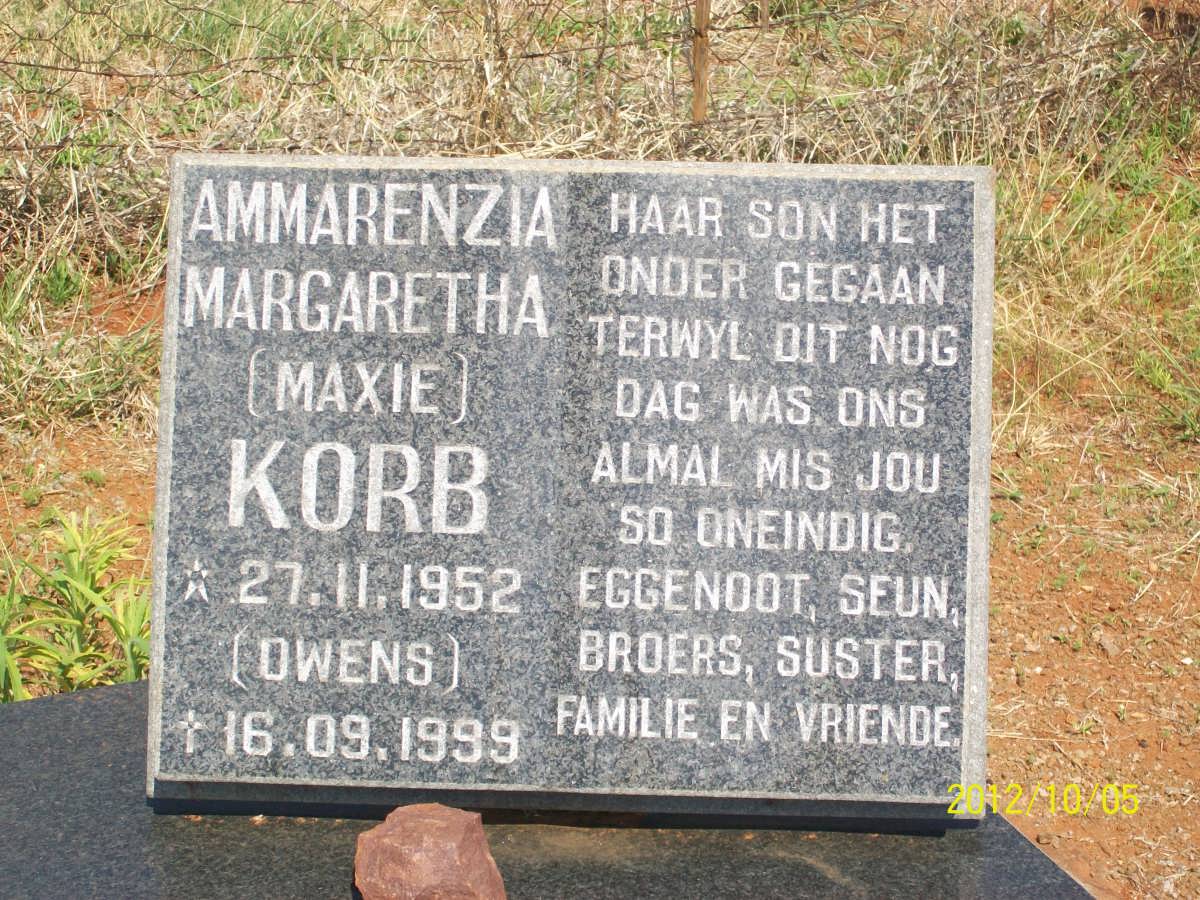 AMMARENZIA
MARGARETHA
(MAXIE)
KORB
* 27.11.1952
(OWENS)
† 16.09.1999
HAAR SON HET
ONDER GEGAAN
TERWYL DIT NOG
DAG WAS. ONS
ALMAL MIS JOU
SO ONEINDIG.
EGGENOOT, SEUN,
BROERS, SUSTER,
FAMILIE EN VRIENDE.
2012/10/05